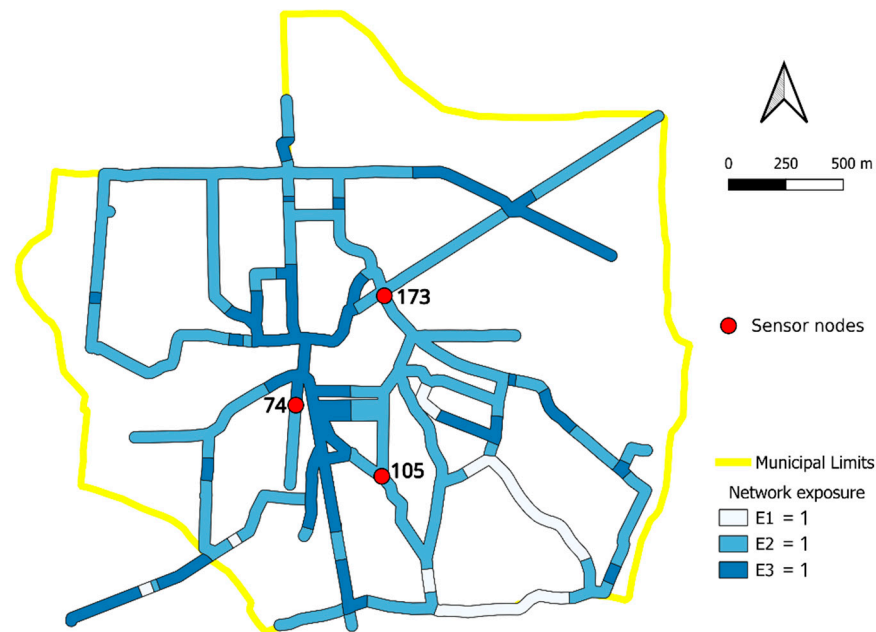 0 250 500 m
173
Sensor nodes
74
105
Municipal Limits
Network exposure
E1 = 1
E2 = 1
E3 = 1